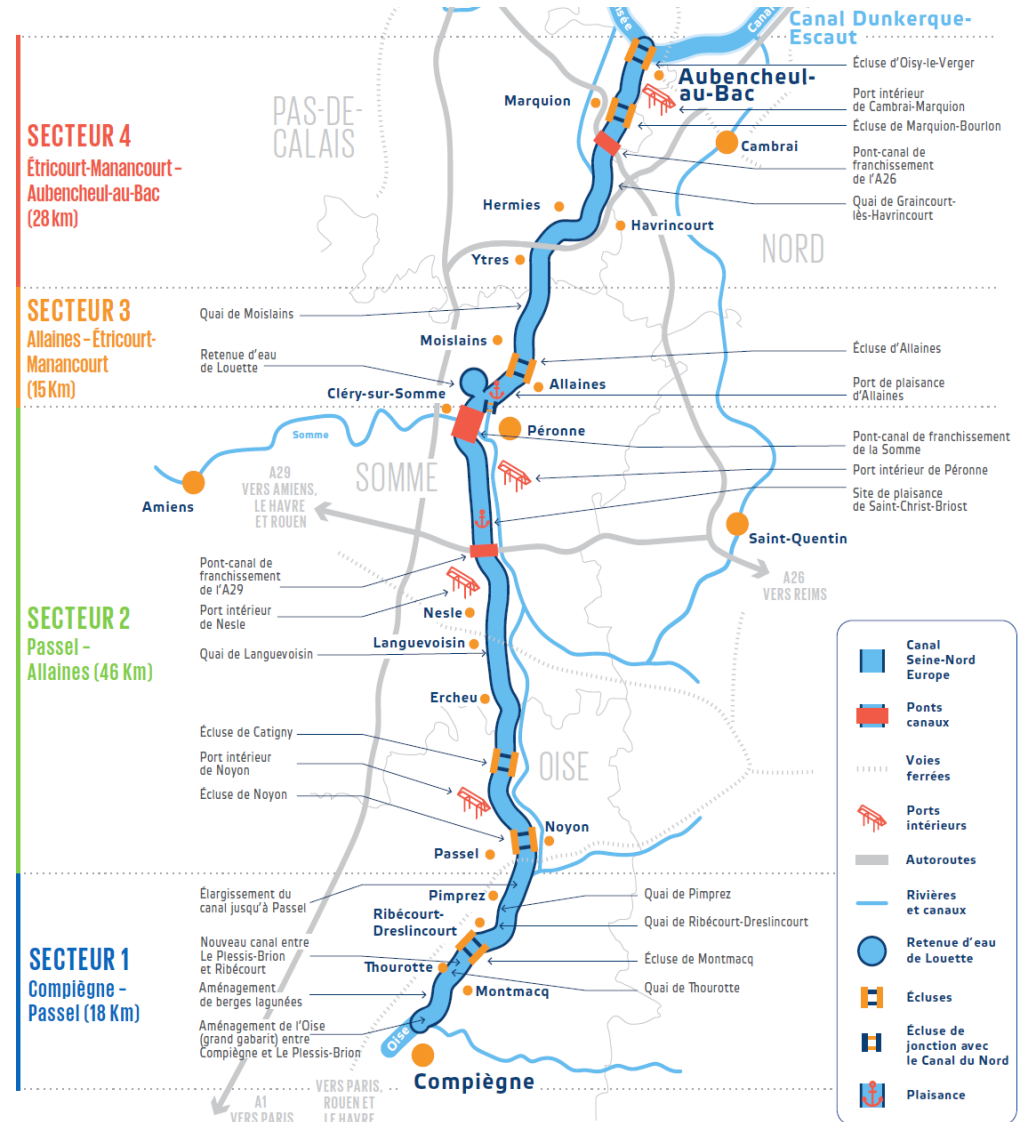 Canal Dunkerque-
Escaut
Écluse d'Oisy-le-Verger
Aubencheul-
au-Bac
Port intérieur
de Cambrai-Marquion
Marquion
PAS-DE-
CALAIS
Écluse de Marquion-Bourlon
Cambrai
Pont-canal de
franchissement
de l'A26
SECTEUR 4
Étricourt-Manancourt –
Aubencheul-au-Bac
(28 km)
Quai de Graincourt-
lès-Havrincourt
Hermies
Havrincourt
NORD
Ytres
SECTEUR 3
Allaines – Étricourt-
Manancourt
(15 Km)
Quai de Moislains
Moislains
Retenue d'eau
de Louette
Écluse d'Allaines
Allaines
Port de plaisance
d'Allaines
Cléry-sur-Somme
Péronne
Somme
Pont-canal de franchissement
de la Somme
SOMME
Port intérieur de Péronne
A29
VERS AMIENS,
LE HAVRE
ET ROUEN
Amiens
Site de plaisance
de Saint-Christ-Briost
Saint-Quentin
A26
VERS REIMS
Pont-canal de
franchissement
de l'A29
Port intérieur
de Nesle
Nesle
SECTEUR 2
Passel –
Allaines (46 Km)
Languevoisin
Quai de Languevoisin
Ercheu
Écluse de Catigny
Port intérieur
de Noyon
OISE
Écluse de Noyon
Noyon
Passel
Élargissement du
canal jusqu'à Passel
Pimprez
Quai de Pimprez
Ribécourt-
Dreslincourt
Quai de Ribécourt-Dreslincourt
Nouveau canal entre
Le Plessis-Brion
et Ribécourt
SECTEUR 1
Compiègne –
Passel (18 Km)
Thourotte
Écluse de Montmacq
Quai de Thourotte
Aménagement
de berges lagunées
Montmacq
Aménagement de l'Oise
(grand gabarit) entre
Compiègne et Le Plessis-Brion
Oise
Compiègne
VERS PARIS,
ROUEN ET
LE HAVRE
A1
VERS PARIS
Canal
Seine-Nord
Europe
Ponts
canaux
Voies
ferrées
Ports
intérieurs
Autoroutes
Rivières
et canaux
Retenue d'eau
de Louette
Écluses
Écluse de
jonction avec
le Canal du Nord
Plaisance